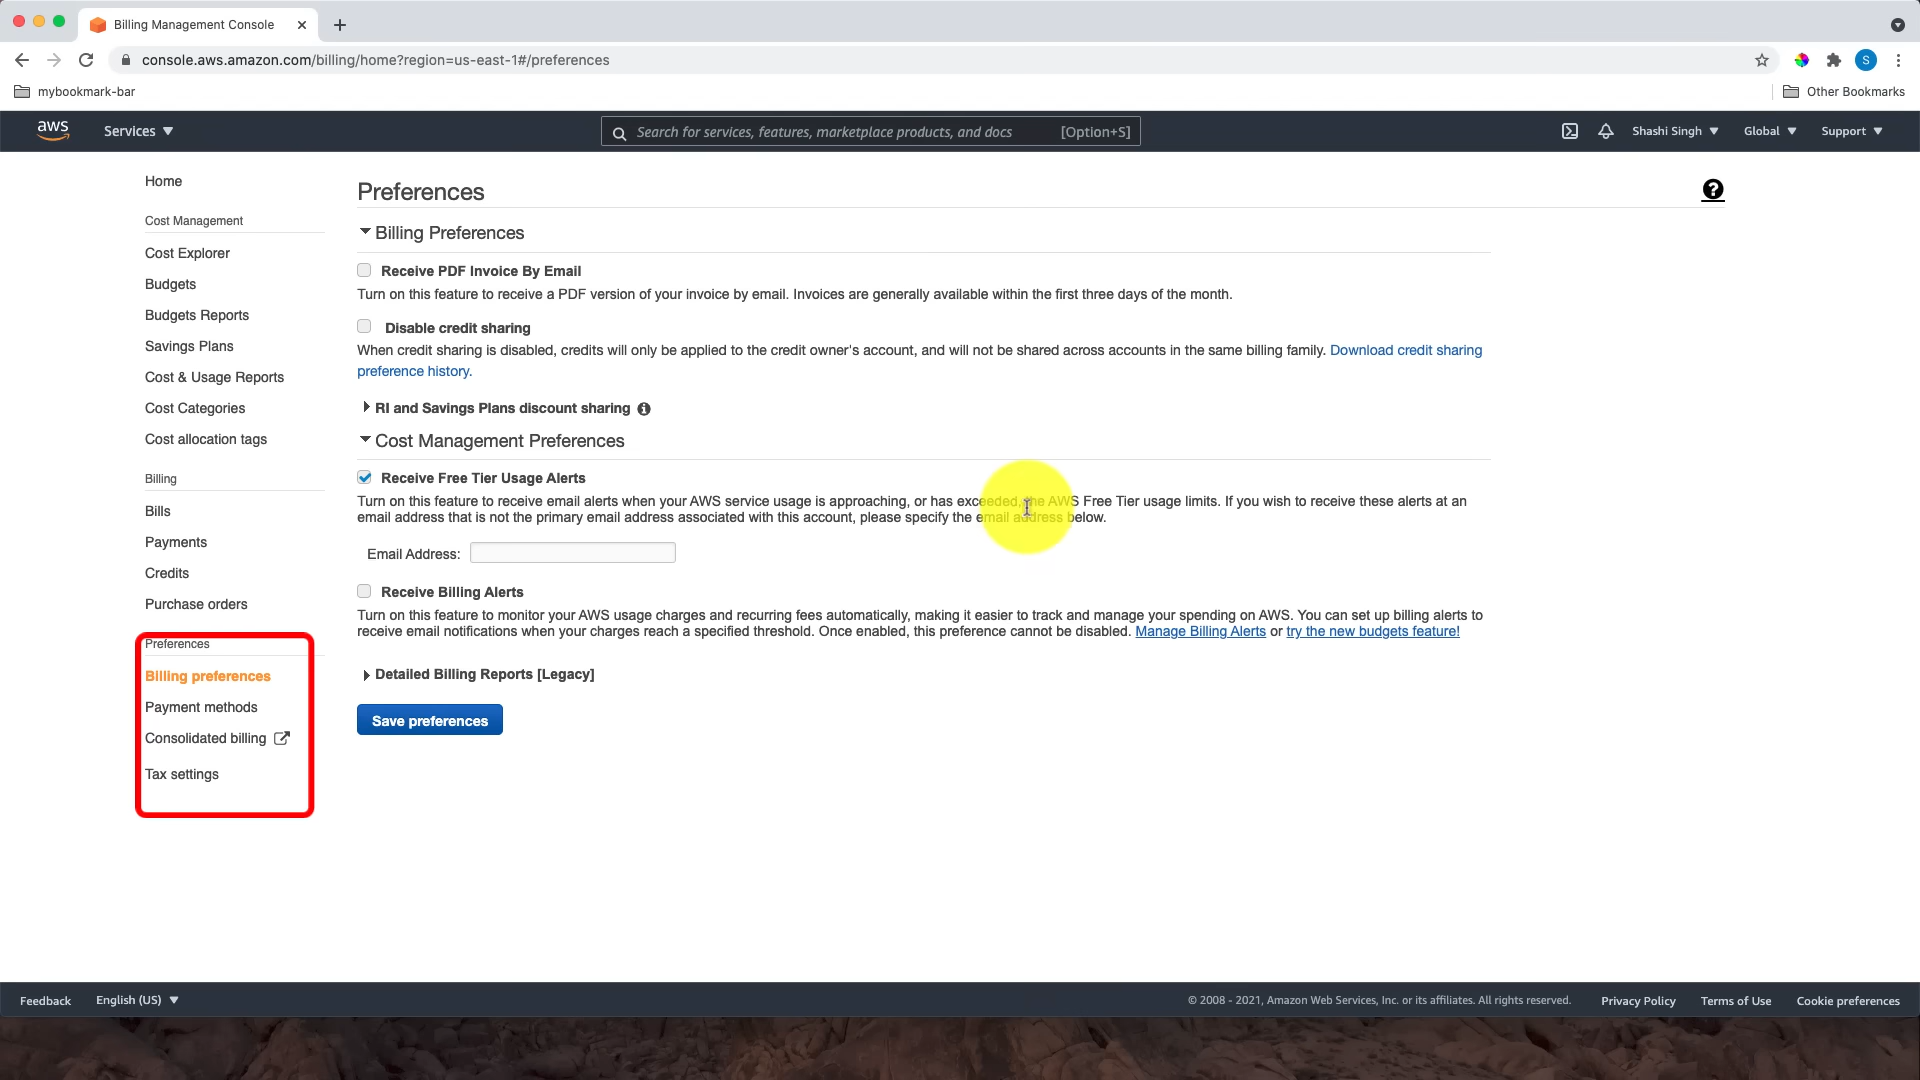 Billing Management Console
console.aws.amazon.com/billing/home?region=us-east-1#/preferences
S
mybookmark-bar
Other Bookmarks
aws
Services
Search for services, features, marketplace products, and docs [Option+S]
Shashi Singh
Global
Support
Home
Cost Management
Cost Explorer
Budgets
Budgets Reports
Savings Plans
Cost & Usage Reports
Cost Categories
Cost allocation tags
Billing
Bills
Payments
Credits
Purchase orders
Preferences
Billing preferences
Payment methods
Consolidated billing
Tax settings
Preferences
Billing Preferences
Receive PDF Invoice By Email
Turn on this feature to receive a PDF version of your invoice by email. Invoices are generally available within the first three days of the month.
Disable credit sharing
When credit sharing is disabled, credits will only be applied to the credit owner's account, and will not be shared across accounts in the same billing family. Download credit sharing
preference history.
RI and Savings Plans discount sharing
Cost Management Preferences
Receive Free Tier Usage Alerts
Turn on this feature to receive email alerts when your AWS service usage is approaching, or has exceeded, the AWS Free Tier usage limits. If you wish to receive these alerts at an
email address that is not the primary email address associated with this account, please specify the email address below.
Email Address:
Receive Billing Alerts
Turn on this feature to monitor your AWS usage charges and recurring fees automatically, making it easier to track and manage your spending on AWS. You can set up billing alerts to
receive email notifications when your charges reach a specified threshold. Once enabled, this preference cannot be disabled. Manage Billing Alerts or try the new budgets feature!
Detailed Billing Reports [Legacy]
Save preferences
Feedback
English (US)
© 2008 - 2021, Amazon Web Services, Inc. or its affiliates. All rights reserved.
Privacy Policy
Terms of Use
Cookie preferences